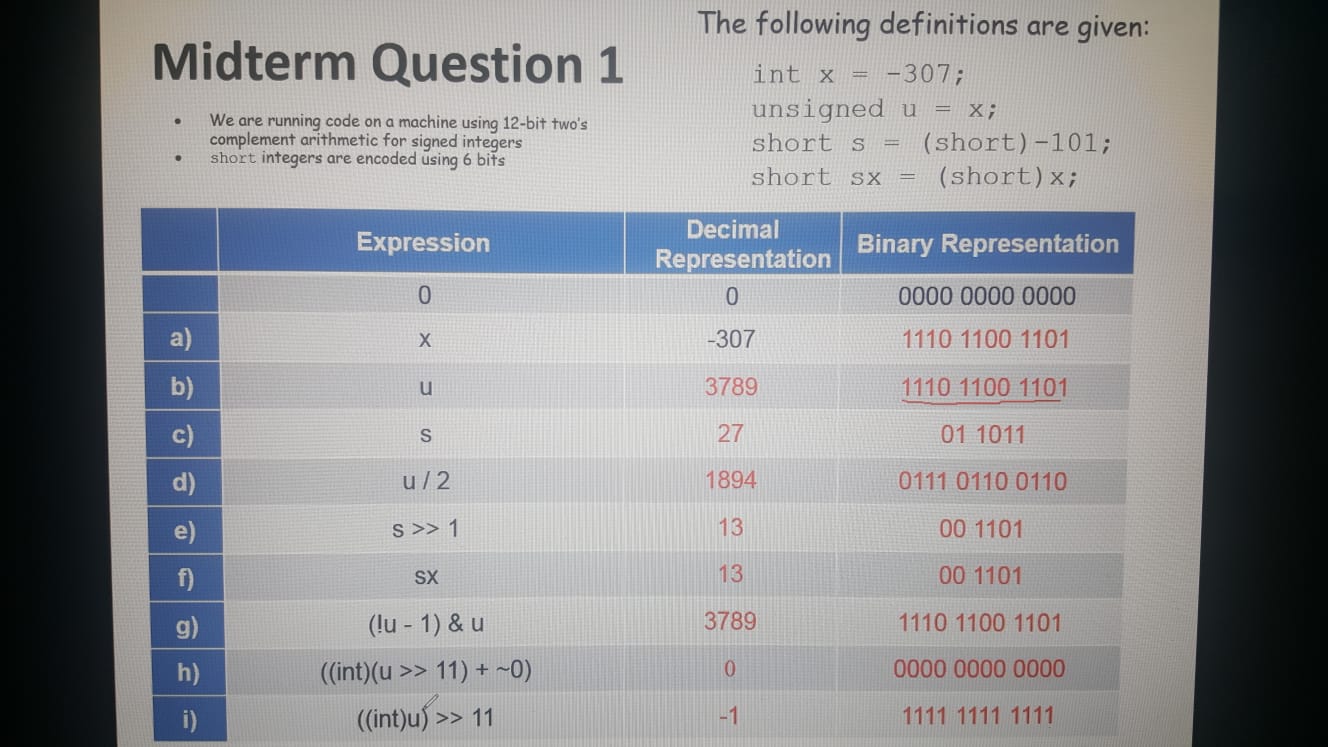 The following definitions are given:
Midterm Question 1
int x = -307;
unsigned u = x;
short s = (short)-101;
short sx = (short)x;
• We are running code on a machine using 12-bit two's
complement arithmetic for signed integers
• short integers are encoded using 6 bits
Expression Decimal Representation Binary Representation
0 0 0000 0000 0000
a) x -307 1110 1100 1101
b) u 3789 1110 1100 1101
c) s 27 01 1011
d) u / 2 1894 0111 0110 0110
e) s >> 1 13 00 1101
f) sx 13 00 1101
g) (!u - 1) & u 3789 1110 1100 1101
h) ((int)(u >> 11) + ~0) 0 0000 0000 0000
i) ((int)u) >> 11 -1 1111 1111 1111